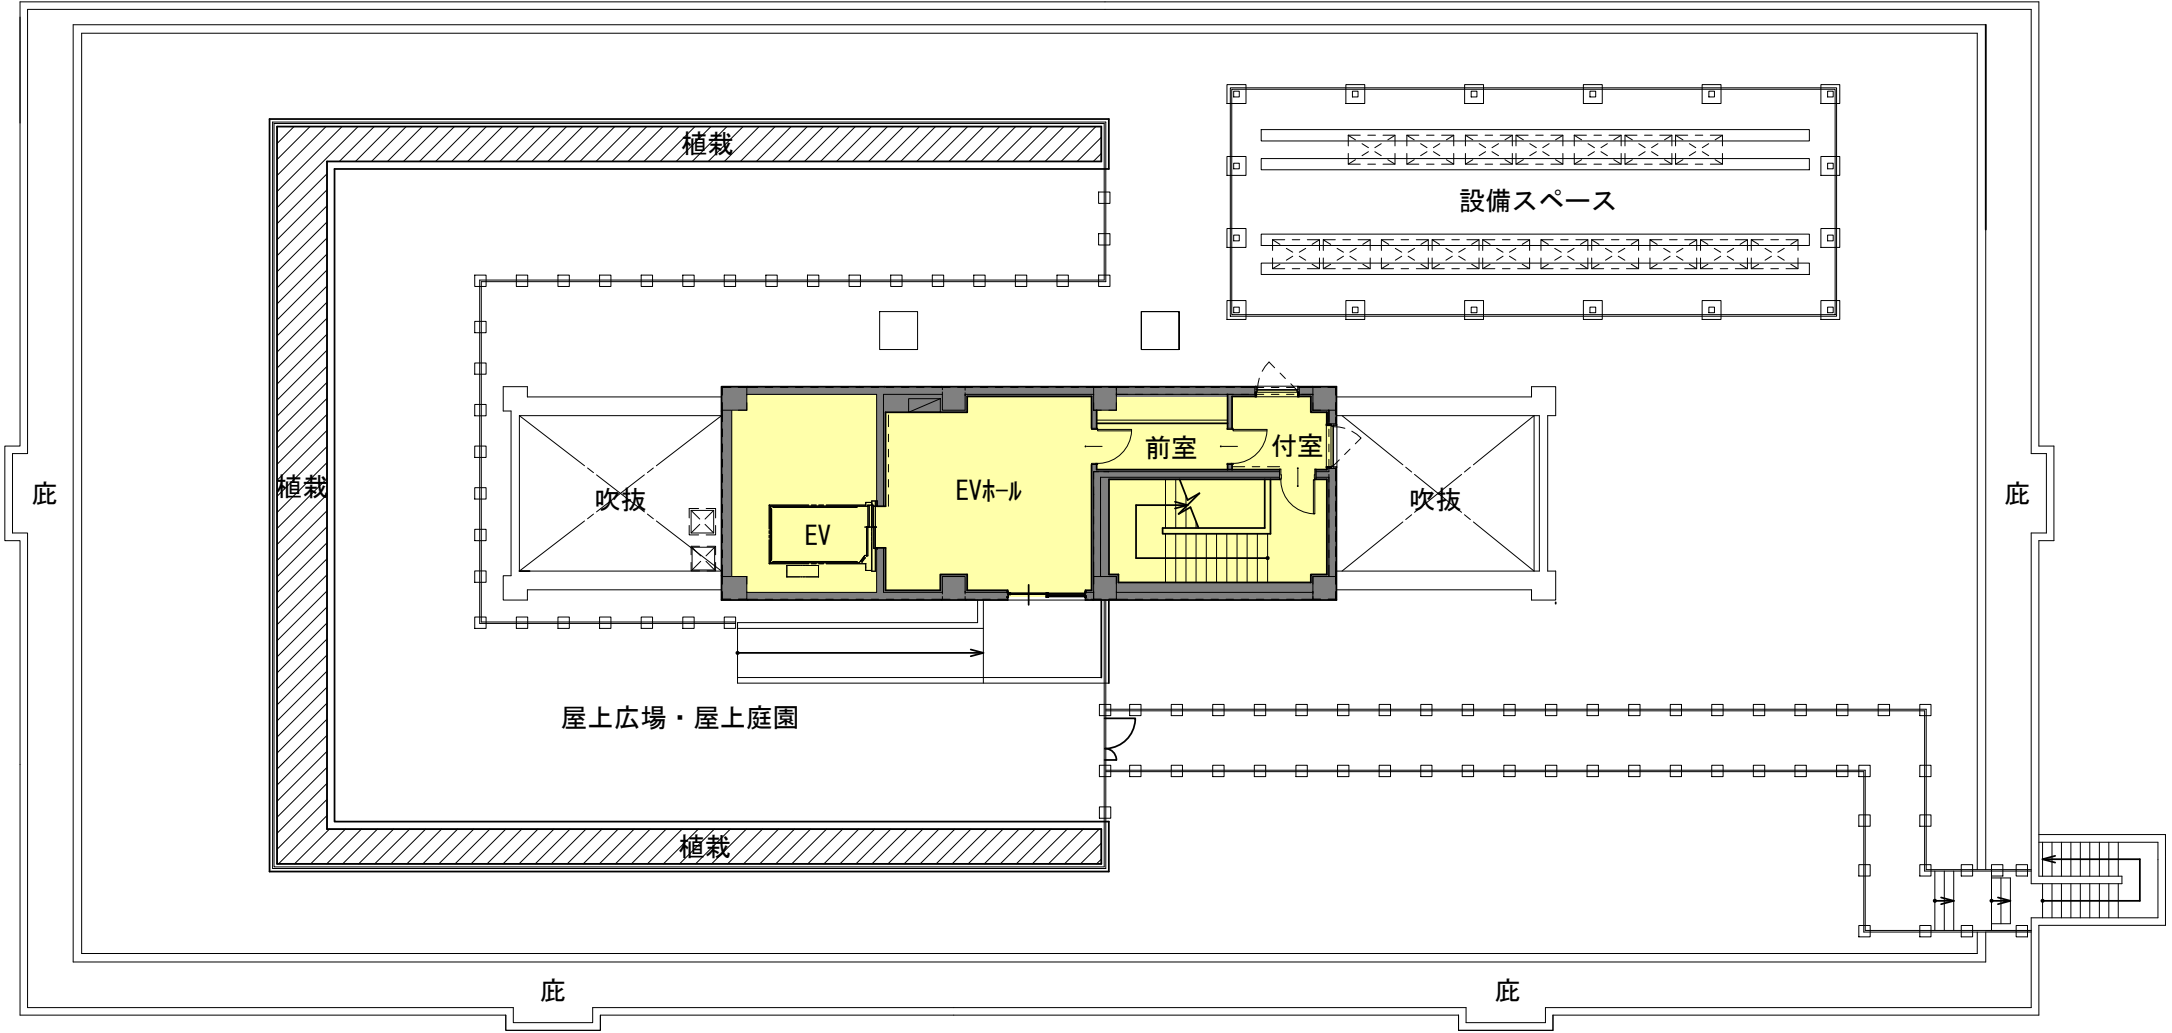 植栽
設備スペース
前室
付室
植栽
EVホール
庇
吹抜
吹抜
庇
EV
屋上広場・屋上庭園
植栽
庇
庇